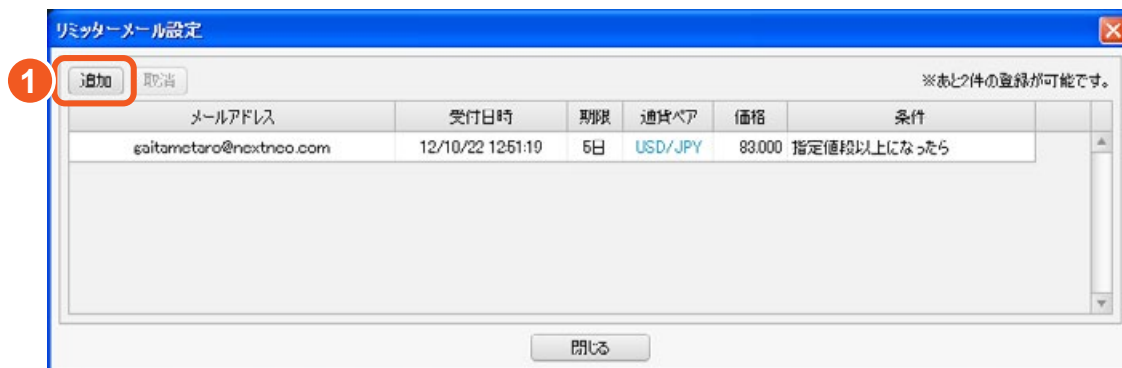 リミッターメール設定
1 追加 取消 ※あと2件の登録が可能です。
メールアドレス 受付日時 期限 通貨ペア 価格 条件
gaitametaro@nextneo.com 12/10/22 12:51:19 5日 USD/JPY 83.000 指定値段以上になったら
閉じる